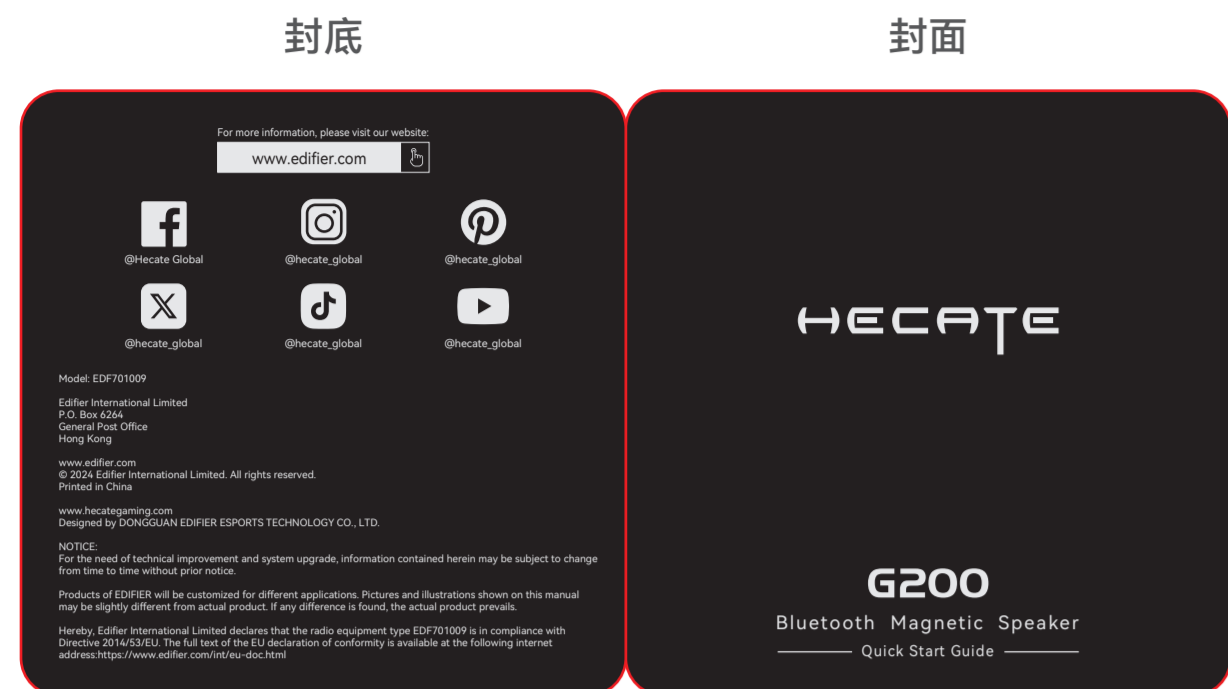 封底
封面
For more information, please visit our website:
www.edifier.com
@Hecate Global
@hecate_global
@hecate_global
@hecate_global
@hecate_global
@hecate_global
Model: EDF701009
Edifier International Limited
P.O. Box 6264
General Post Office
Hong Kong
www.edifier.com
© 2024 Edifier International Limited. All rights reserved.
Printed in China
www.hecategaming.com
Designed by DONGGUAN EDIFIER ESPORTS TECHNOLOGY CO., LTD.
NOTICE:
For the need of technical improvement and system upgrade, information contained herein may be subject to change
from time to time without prior notice.
Products of EDIFIER will be customized for different applications. Pictures and illustrations shown on this manual
may be slightly different from actual product. If any difference is found, the actual product prevails.
Hereby, Edifier International Limited declares that the radio equipment type EDF701009 is in compliance with
Directive 2014/53/EU. The full text of the EU declaration of conformity is available at the following internet
address:https://www.edifier.com/int/eu-doc.html
HECATE
G200
Bluetooth Magnetic Speaker
Quick Start Guide